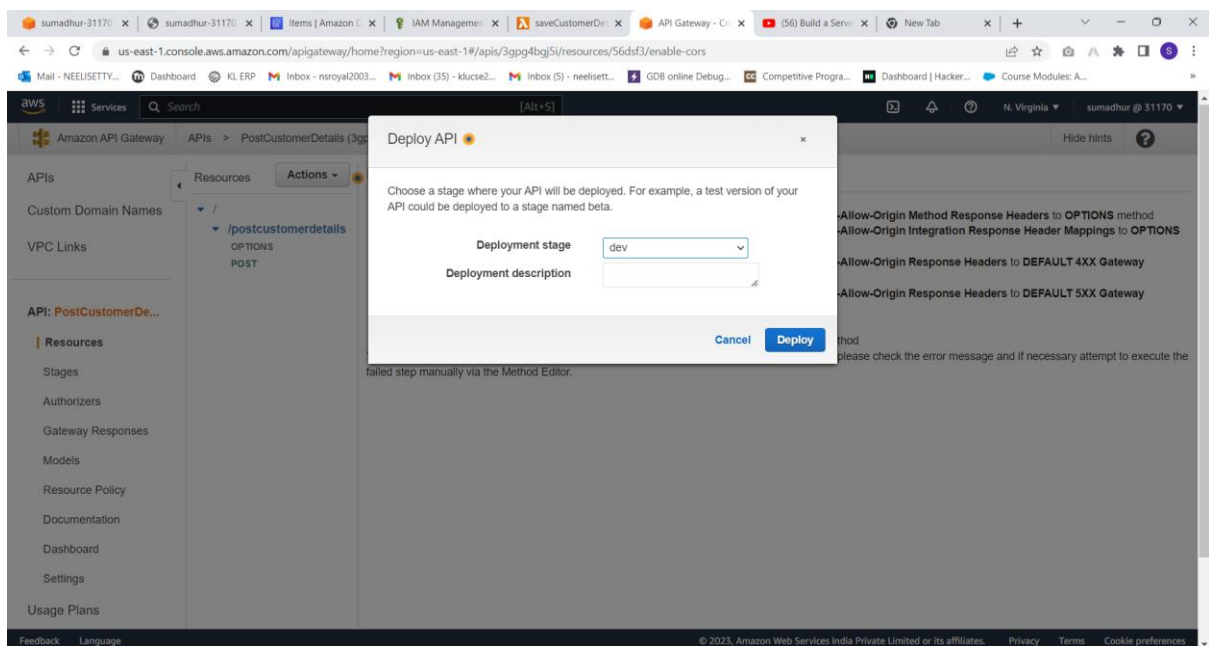 sumadhur-31170
sumadhur-31170
Items | Amazon D
IAM Managemen
saveCustomerDet
API Gateway - Cre
(56) Build a Serve
New Tab
us-east-1.console.aws.amazon.com/apigateway/home?region=us-east-1#/apis/3gpg4bgj5i/resources/56dsf3/enable-cors
Mail - NEELISETTY...
Dashboard
KL ERP
Inbox - nsroyal2003...
Inbox (35) - klucse2...
Inbox (5) - neelisett...
GDB online Debug...
Competitive Progra...
Dashboard | Hacker...
Course Modules: A...
aws
Services
Search
[Alt+S]
N. Virginia
sumadhur @ 31170
Amazon API Gateway
APIs > PostCustomerDetails (3gp
Hide hints
APIs
Custom Domain Names
VPC Links
API: PostCustomerDe...
Resources
Stages
Authorizers
Gateway Responses
Models
Resource Policy
Documentation
Dashboard
Settings
Usage Plans
Resources
Actions
/
/postcustomerdetails
OPTIONS
POST
Deploy API
Choose a stage where your API will be deployed. For example, a test version of your
API could be deployed to a stage named beta.
Deployment stage
dev
Deployment description
Cancel
Deploy
-Allow-Origin Method Response Headers to OPTIONS method
-Allow-Origin Integration Response Header Mappings to OPTIONS
-Allow-Origin Response Headers to DEFAULT 4XX Gateway
-Allow-Origin Response Headers to DEFAULT 5XX Gateway
thod
please check the error message and if necessary attempt to execute the
failed step manually via the Method Editor.
Feedback
Language
© 2023, Amazon Web Services India Private Limited or its affiliates.
Privacy
Terms
Cookie preferences